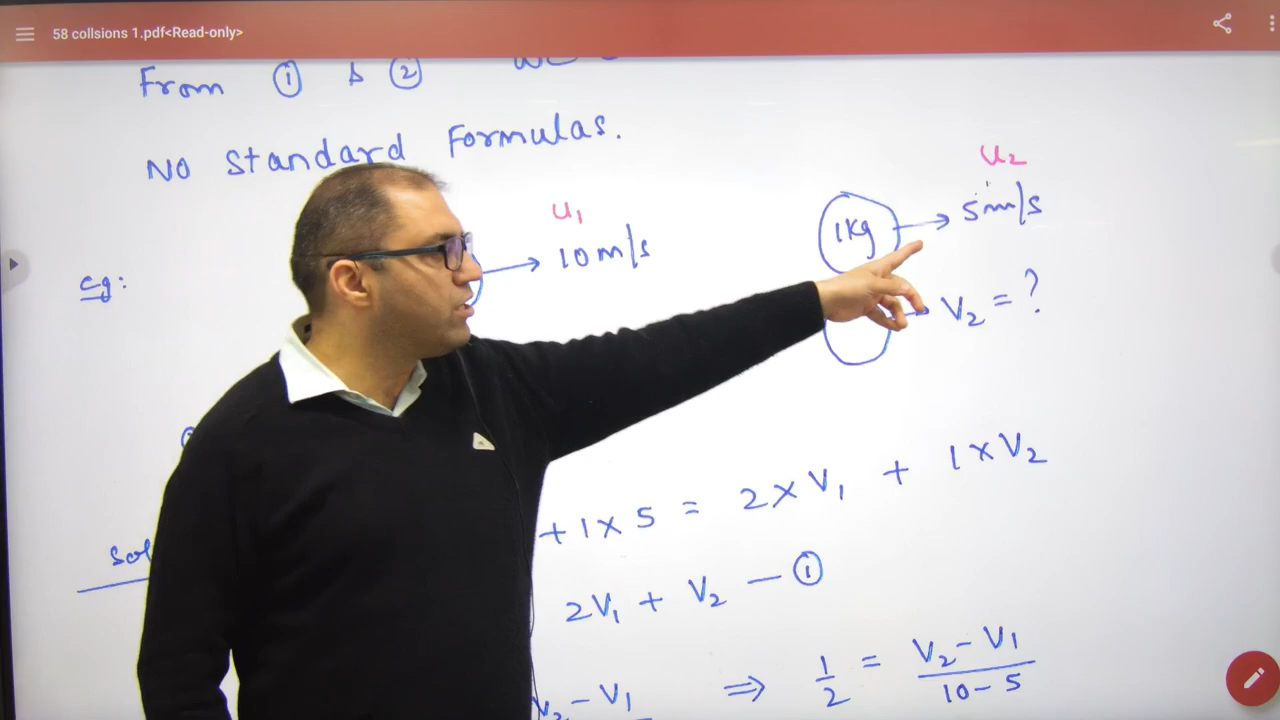 58 collsions 1.pdf<Read-only>
From ① & ②
No Standard Formulas.
u₂
u₁
1kg → 5m/s
eg:
→ 10m/s
V₂ = ?
+ 1 × 5 = 2 × V₁ + 1 × V₂
Sol
2V₁ + V₂ — ①
V₂ - V₁ ⇒ 1/2 = (V₂ - V₁)/(10 - 5)